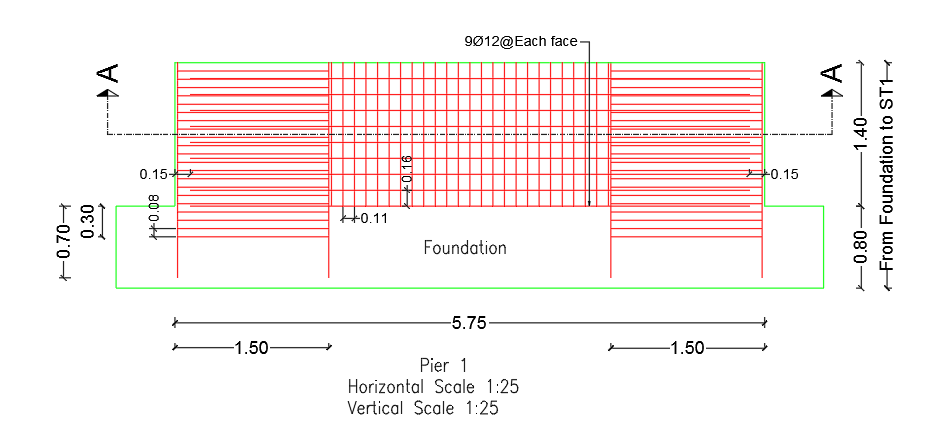 9Ø12@Each face
A
A
1.40
From Foundation to ST1
0.16
0.15
0.15
0.08
0.11
0.30
0.70
0.80
Foundation
5.75
1.50
1.50
Pier 1
Horizontal Scale 1:25
Vertical Scale 1:25